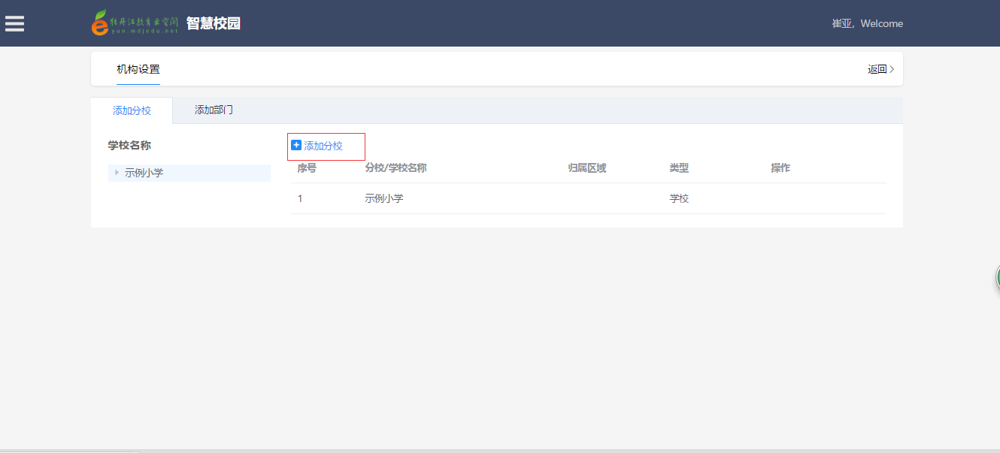 牡丹江教育云空间
yun.mdjedu.net
智慧校园
崔亚，Welcome
机构设置
返回
添加分校 添加部门
学校名称
示例小学
添加分校
序号 分校/学校名称 归属区域 类型 操作
1 示例小学 学校